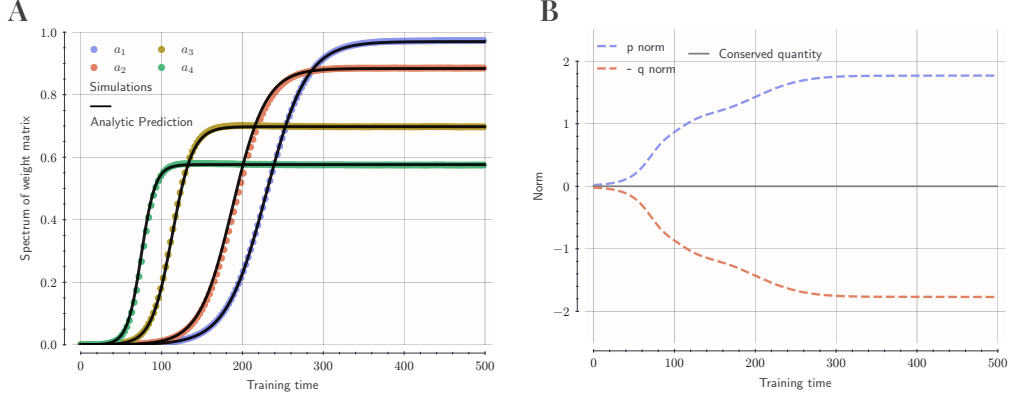 A
Spectrum of weight matrix
1.0
0.8
0.6
0.4
0.2
0.0
a1 a3
a2 a4
Simulations
Analytic Prediction
0 100 200 300 400 500
Training time
B
Norm
2
1
0
−1
−2
p norm
- q norm
Conserved quantity
0 100 200 300 400 500
Training time